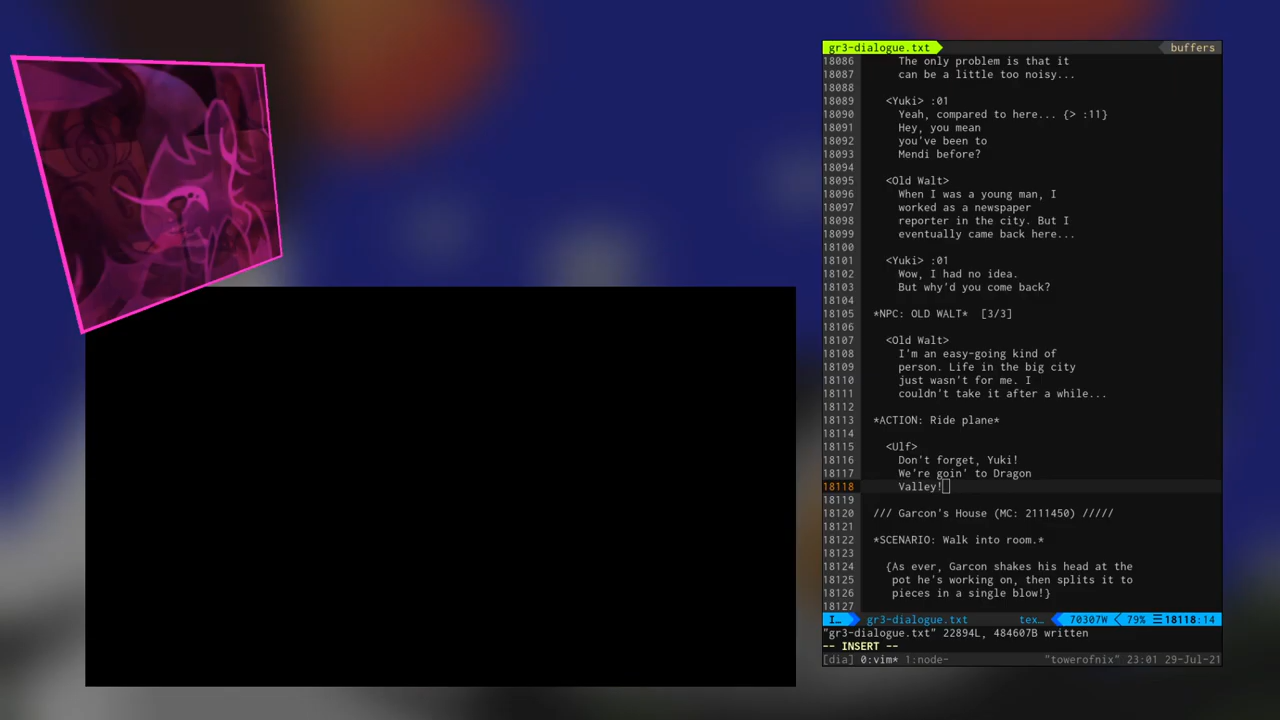 gr3-dialogue.txt buffers
18086 The only problem is that it
18087 can be a little too noisy...
18088
18089 <Yuki> :01
18090 Yeah, compared to here... {> :11}
18091 Hey, you mean
18092 you've been to
18093 Mendi before?
18094
18095 <Old Walt>
18096 When I was a young man, I
18097 worked as a newspaper
18098 reporter in the city. But I
18099 eventually came back here...
18100
18101 <Yuki> :01
18102 Wow, I had no idea.
18103 But why'd you come back?
18104
18105 *NPC: OLD WALT* [3/3]
18106
18107 <Old Walt>
18108 I'm an easy-going kind of
18109 person. Life in the big city
18110 just wasn't for me. I
18111 couldn't take it after a while...
18112
18113 *ACTION: Ride plane*
18114
18115 <Ulf>
18116 Don't forget, Yuki!
18117 We're goin' to Dragon
18118 Valley!
18119
18120 /// Garcon's House (MC: 2111450) /////
18121
18122 *SCENARIO: Walk into room.*
18123
18124 {As ever, Garcon shakes his head at the
18125 pot he's working on, then splits it to
18126 pieces in a single blow!}
18127
I… gr3-dialogue.txt tex… 70307W 79% ☰18118:14
"gr3-dialogue.txt" 22894L, 484607B written
-- INSERT --
[dia] 0:vim* 1:node- "towerofnix" 23:01 29-Jul-21